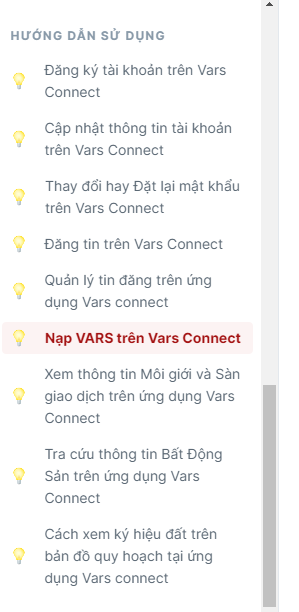 HƯỚNG DẪN SỬ DỤNG
Đăng ký tài khoản trên Vars
Connect
Cập nhật thông tin tài khoản
trên Vars Connect
Thay đổi hay Đặt lại mật khẩu
trên Vars Connect
Đăng tin trên Vars Connect
Quản lý tin đăng trên ứng
dụng Vars connect
Nạp VARS trên Vars Connect
Xem thông tin Môi giới và Sàn
giao dịch trên ứng dụng Vars
Connect
Tra cứu thông tin Bất Động
Sản trên ứng dụng Vars
Connect
Cách xem ký hiệu đất trên
bản đồ quy hoạch tại ứng
dụng Vars connect